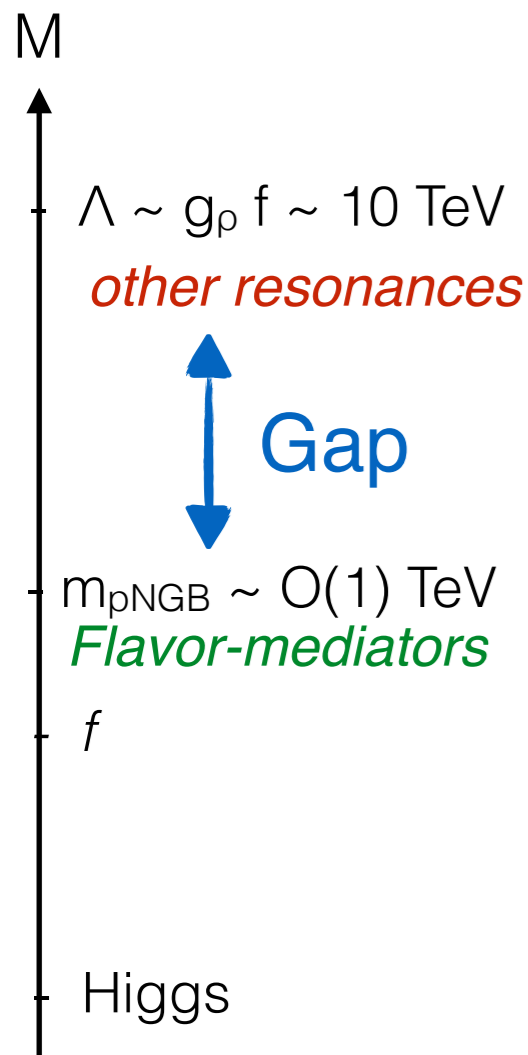 M
Λ ~ gρ f ~ 10 TeV
other resonances
Gap
mpNGB ~ O(1) TeV
Flavor-mediators
f
Higgs